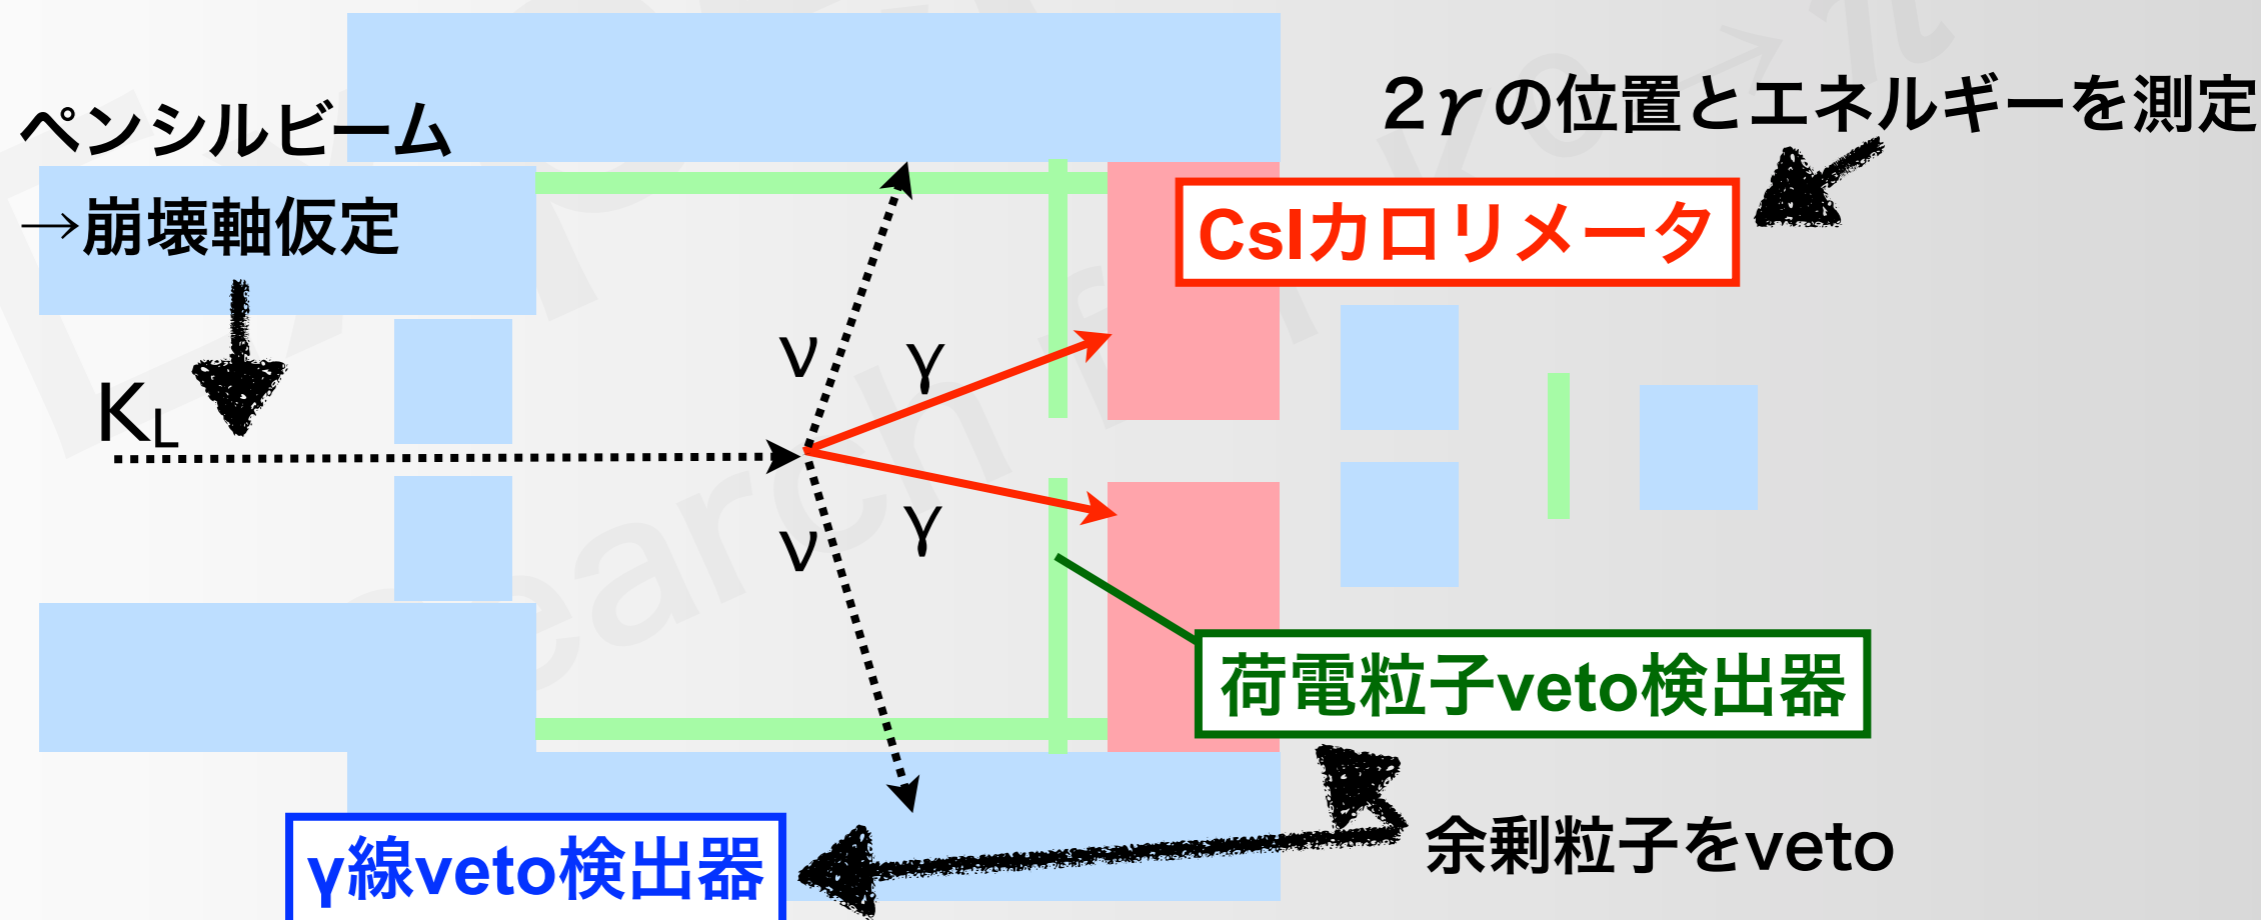 ペンシルビーム
→崩壊軸仮定
2γの位置とエネルギーを測定
CsIカロリメータ
KL
ν
γ
ν
γ
荷電粒子veto検出器
γ線veto検出器
余剰粒子をveto